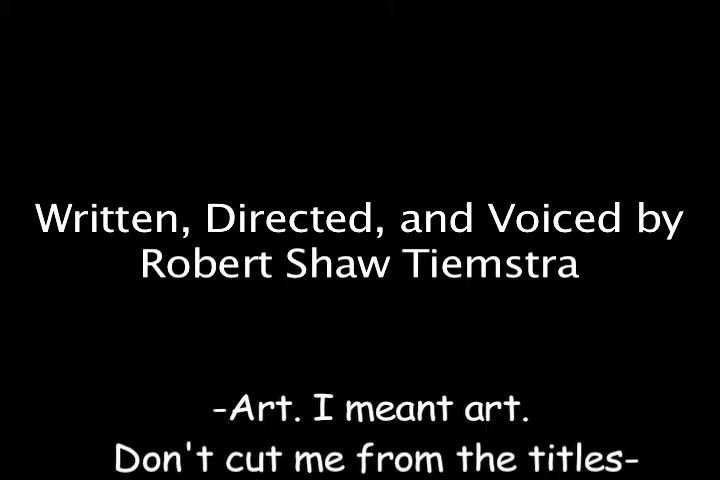 Written, Directed, and Voiced by
Robert Shaw Tiemstra
-Art. I meant art.
Don't cut me from the titles-